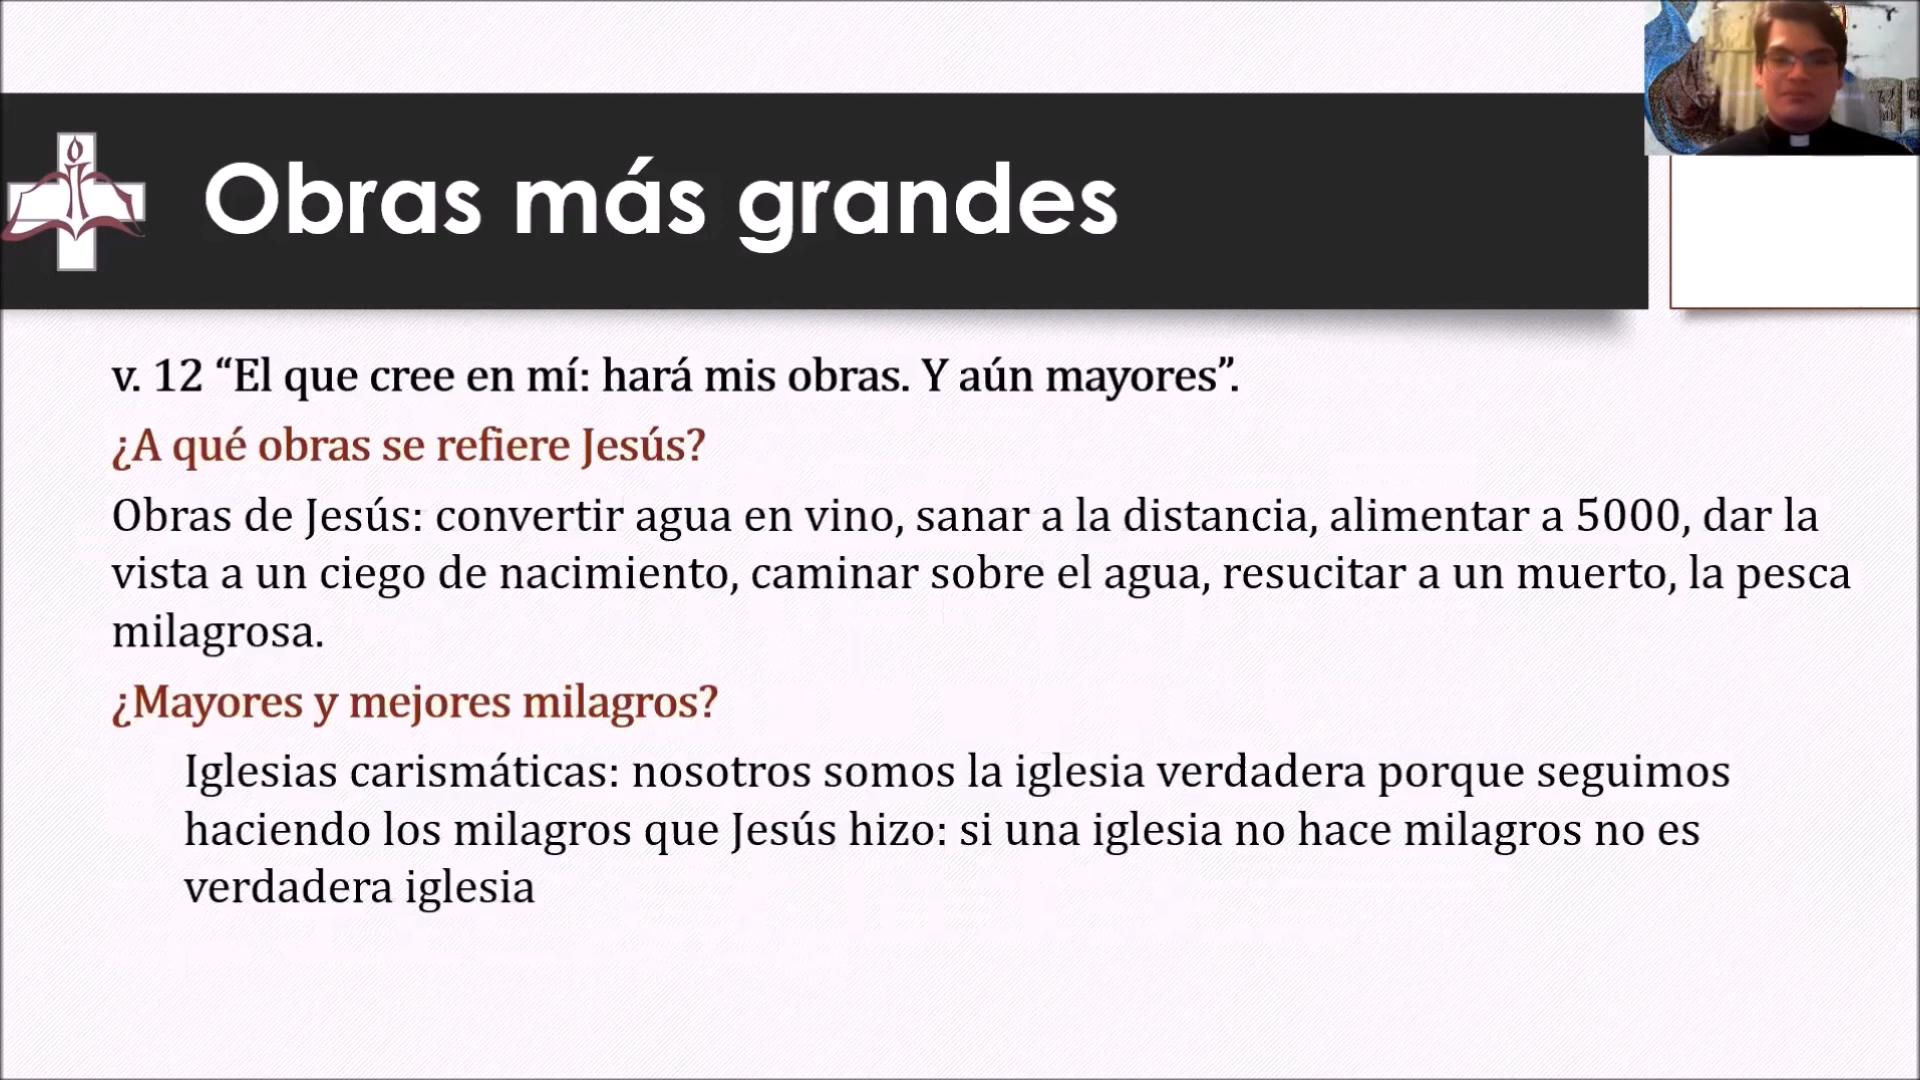 Obras más grandes
v. 12 “El que cree en mí: hará mis obras. Y aún mayores”.
¿A qué obras se refiere Jesús?
Obras de Jesús: convertir agua en vino, sanar a la distancia, alimentar a 5000, dar la
vista a un ciego de nacimiento, caminar sobre el agua, resucitar a un muerto, la pesca
milagrosa.
¿Mayores y mejores milagros?
Iglesias carismáticas: nosotros somos la iglesia verdadera porque seguimos
haciendo los milagros que Jesús hizo: si una iglesia no hace milagros no es
verdadera iglesia